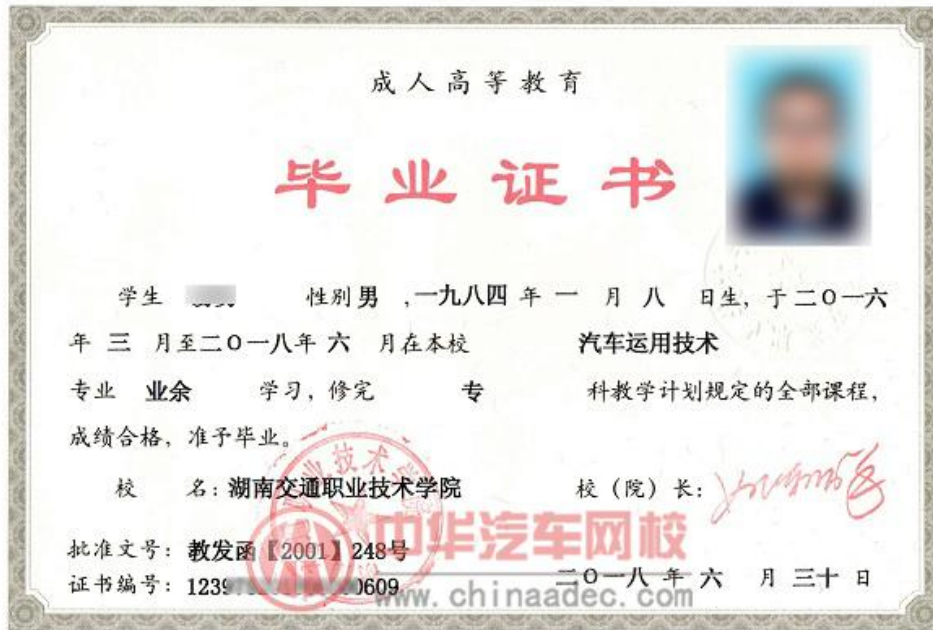 成人高等教育
毕业证书
学生 性别 男 ,一九八四 年 一 月 八 日生, 于 二〇一六
年 三 月至二〇一八年 六 月在本校 汽车运用技术
专业 业余 学习, 修完 专 科教学计划规定的全部课程,
成绩合格, 准予毕业。
校 名: 湖南交通职业技术学院 校 (院) 长:
批准文号: 教发函【2001】248号
证书编号: 1239 0609
二〇一八 年 六 月 三十 日
中华汽车网校
www.chinaadec.com